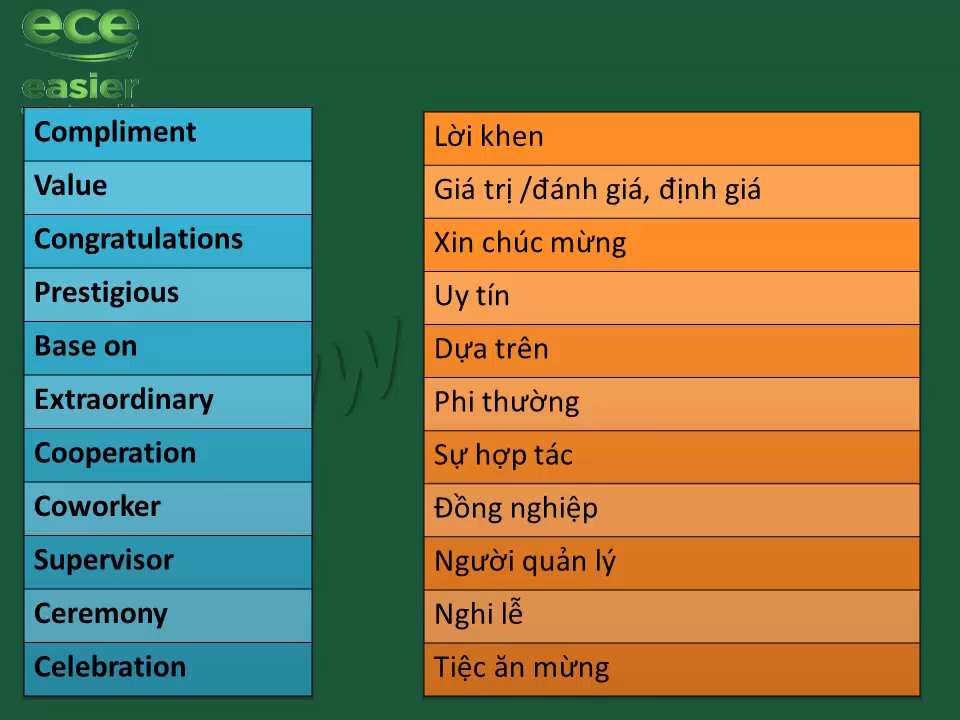 ece
easier
Compliment
Lời khen
Value
Giá trị /đánh giá, định giá
Congratulations
Xin chúc mừng
Prestigious
Uy tín
Base on
Dựa trên
Extraordinary
Phi thường
Cooperation
Sự hợp tác
Coworker
Đồng nghiệp
Supervisor
Người quản lý
Ceremony
Nghi lễ
Celebration
Tiệc ăn mừng